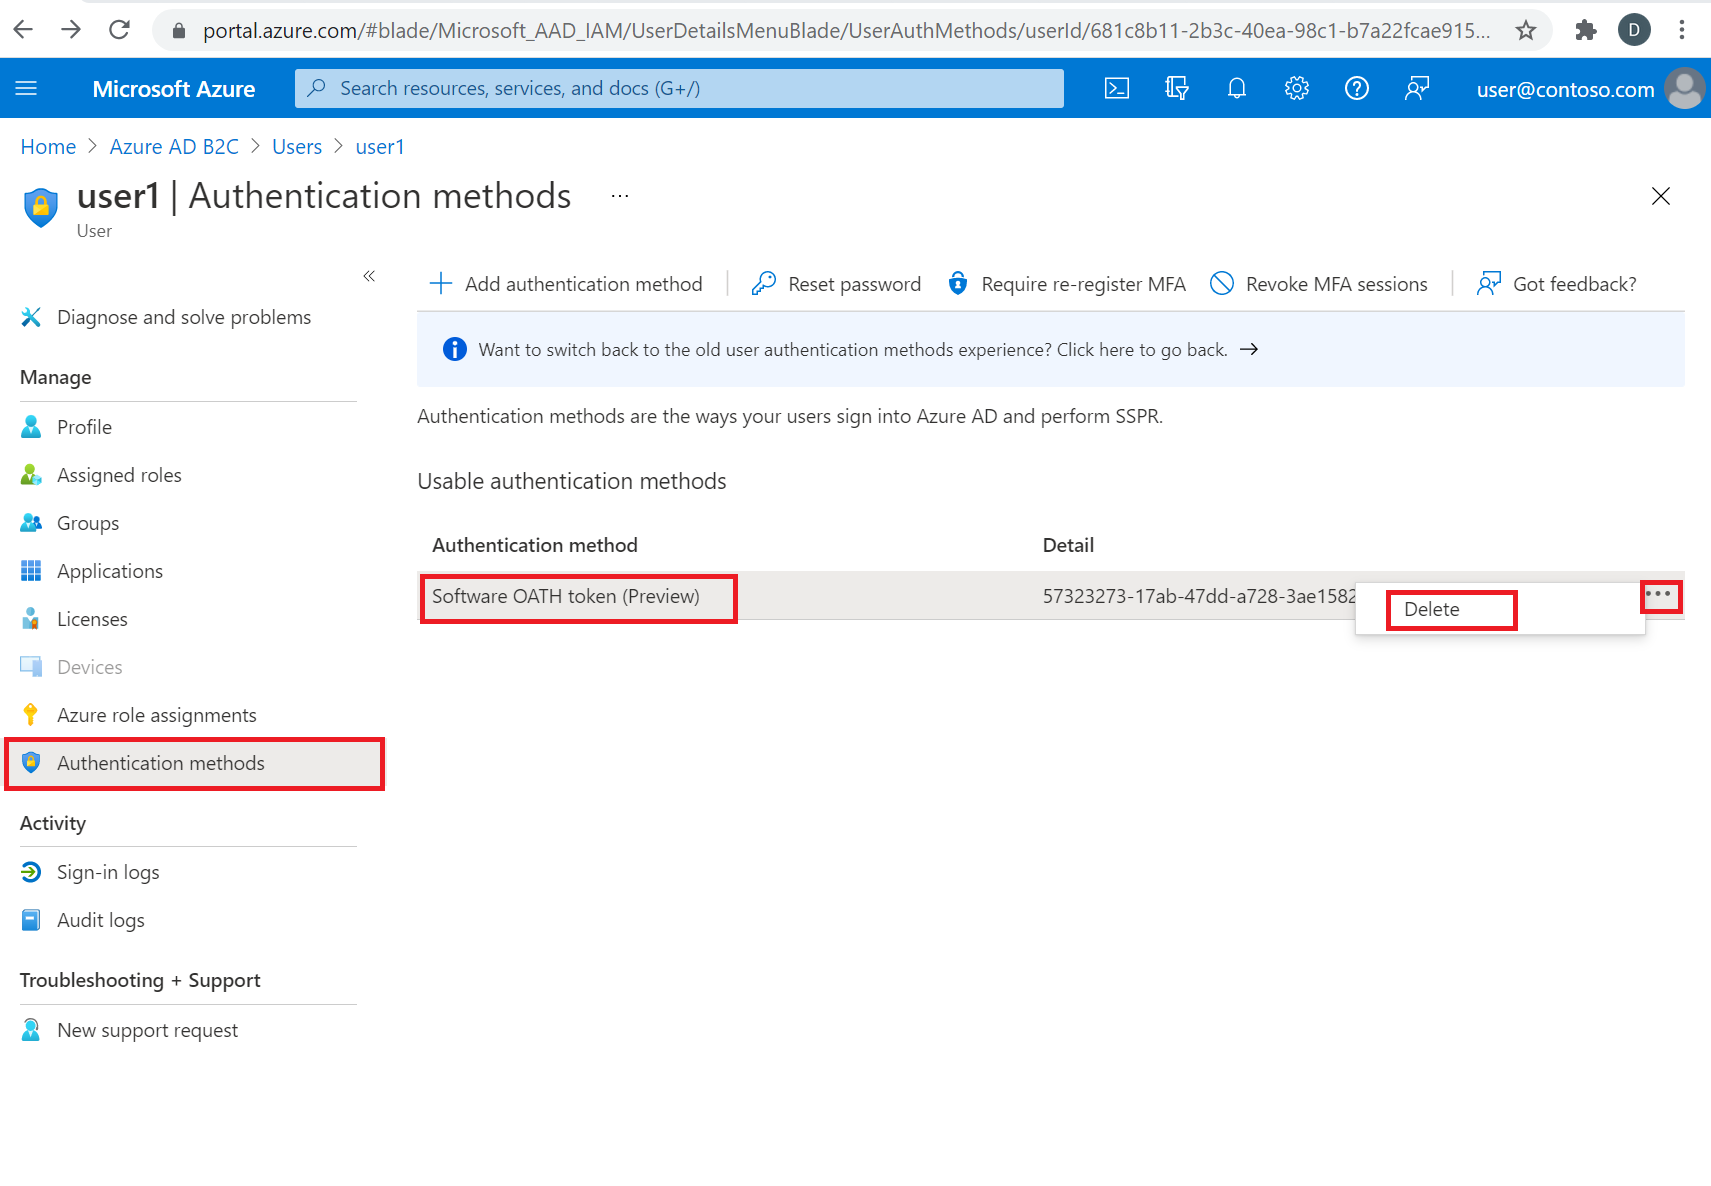 portal.azure.com/#blade/Microsoft_AAD_IAM/UserDetailsMenuBlade/UserAuthMethods/userId/681c8b11-2b3c-40ea-98c1-b7a22fcae915...
D
Microsoft Azure
Search resources, services, and docs (G+/)
user@contoso.com
Home > Azure AD B2C > Users > user1
user1 | Authentication methods ...
User
Add authentication method
Reset password
Require re-register MFA
Revoke MFA sessions
Got feedback?
Diagnose and solve problems
Manage
Profile
Assigned roles
Groups
Applications
Licenses
Devices
Azure role assignments
Authentication methods
Activity
Sign-in logs
Audit logs
Troubleshooting + Support
New support request
Want to switch back to the old user authentication methods experience? Click here to go back. →
Authentication methods are the ways your users sign into Azure AD and perform SSPR.
Usable authentication methods
Authentication method Detail
Software OATH token (Preview) 57323273-17ab-47dd-a728-3ae1582
Delete